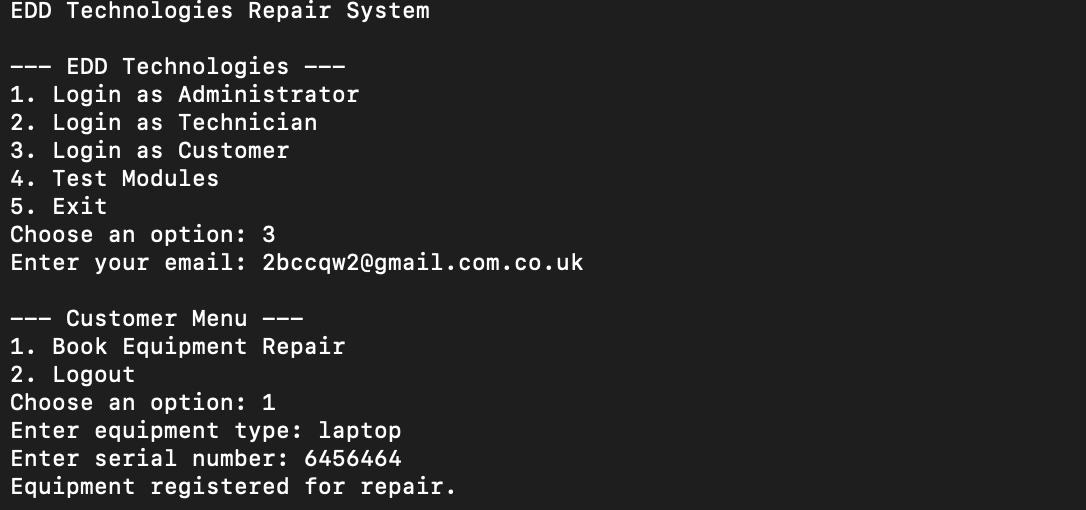 EDD Technologies Repair System
--- EDD Technologies ---
1. Login as Administrator
2. Login as Technician
3. Login as Customer
4. Test Modules
5. Exit
Choose an option: 3
Enter your email: 2bccqw2@gmail.com.co.uk
--- Customer Menu ---
1. Book Equipment Repair
2. Logout
Choose an option: 1
Enter equipment type: laptop
Enter serial number: 6456464
Equipment registered for repair.